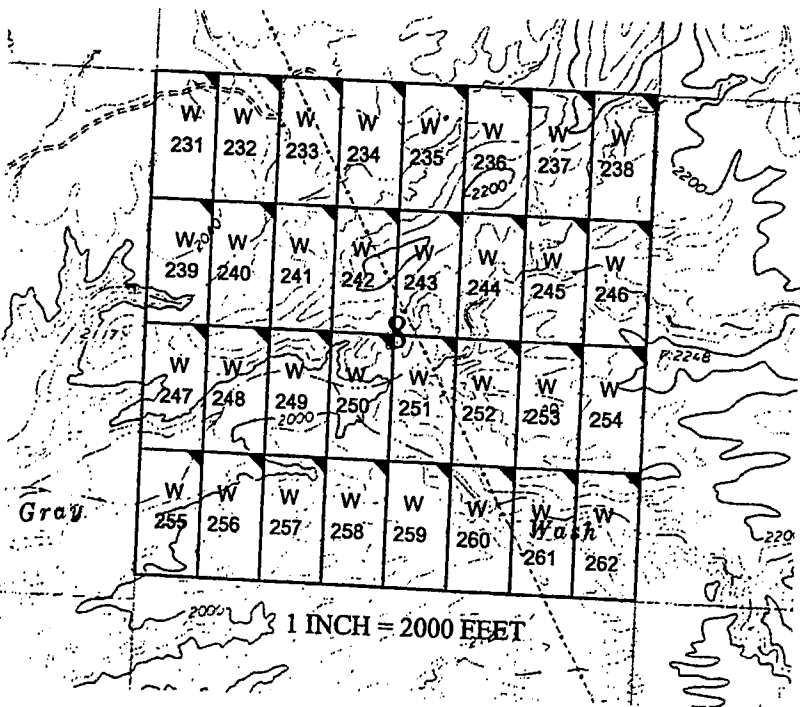 W W W W W W W W
231 232 233 234 235 236 237 238
2200
2200
W W W W W W W W
239 240 241 242 243 244 245 246
8
W W W W W W W W
247 248 249 250 251 252 253 254
2000
W W W W W W W W
255 256 257 258 259 260 261 262
Gray Wash
2200
2000
1 INCH = 2000 FEET